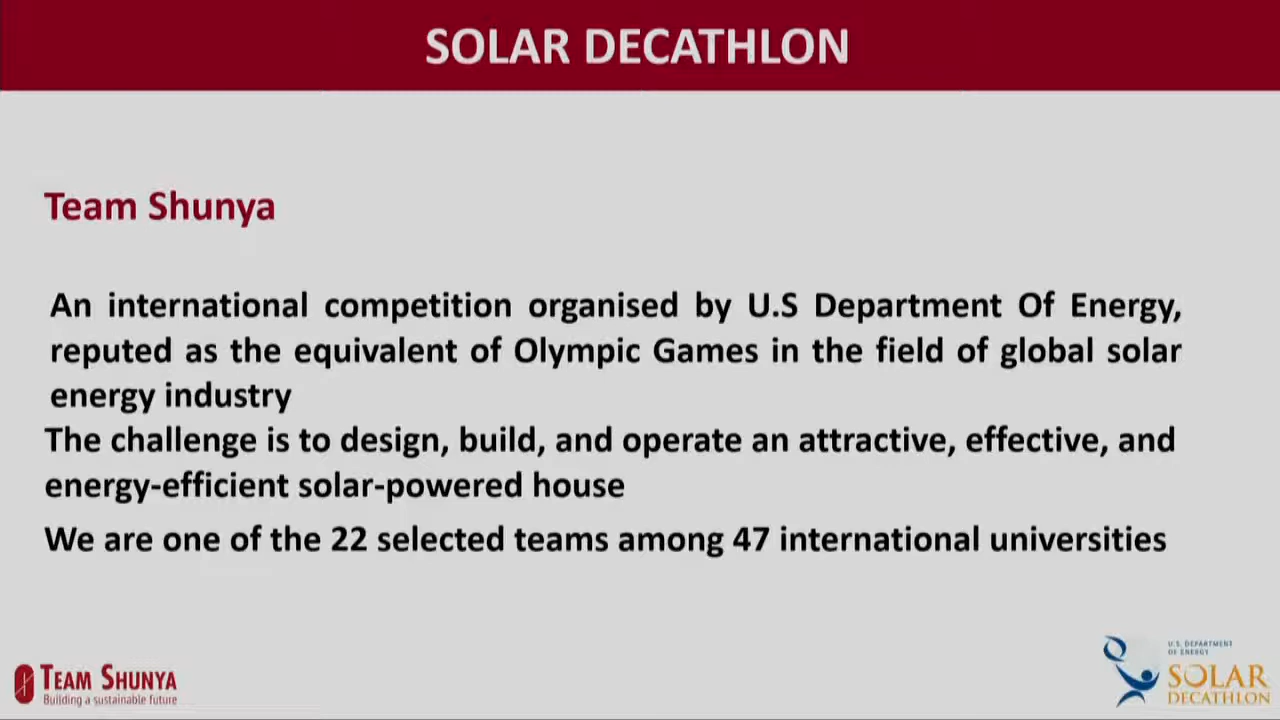 SOLAR DECATHLON
Team Shunya
An international competition organised by U.S Department Of Energy,
reputed as the equivalent of Olympic Games in the field of global solar
energy industry
The challenge is to design, build, and operate an attractive, effective, and
energy-efficient solar-powered house
We are one of the 22 selected teams among 47 international universities
TEAM SHUNYA
Building a sustainable future
U.S. DEPARTMENT
OF ENERGY
SOLAR
DECATHLON